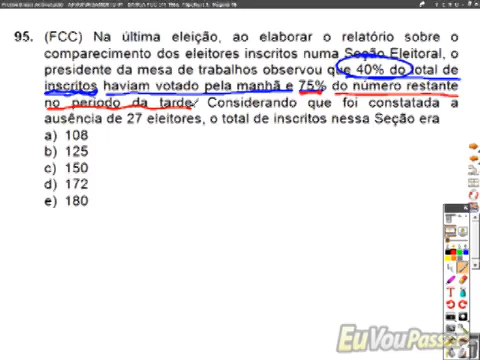 95. (FCC) Na última eleição, ao elaborar o relatório sobre o
comparecimento dos eleitores inscritos numa Seção Eleitoral, o
presidente da mesa de trabalhos observou que 40% do total de
inscritos haviam votado pela manhã e 75% do número restante
no período da tarde. Considerando que foi constatada a
ausência de 27 eleitores, o total de inscritos nessa Seção era
a) 108
b) 125
c) 150
d) 172
e) 180
EuVouPassar